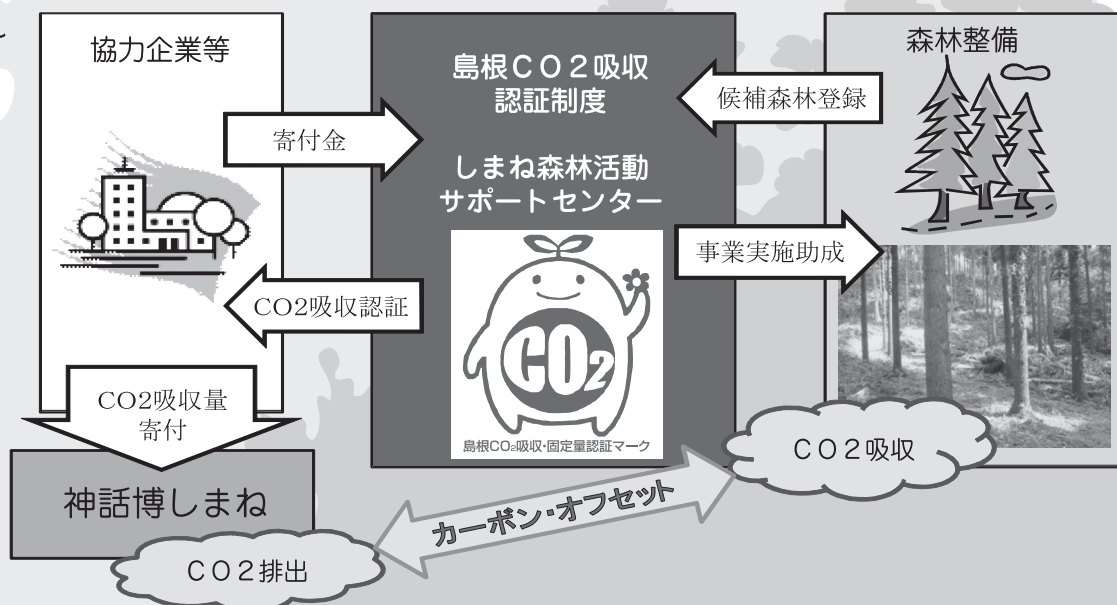 協力企業等
寄付金
CO2吸収認証
CO2吸収量
寄付
神話博しまね
CO2排出
島根CO2吸収
認証制度
しまね森林活動
サポートセンター
CO2
島根CO₂吸収・固定量認証マーク
カーボン・オフセット
森林整備
候補森林登録
事業実施助成
CO2吸収